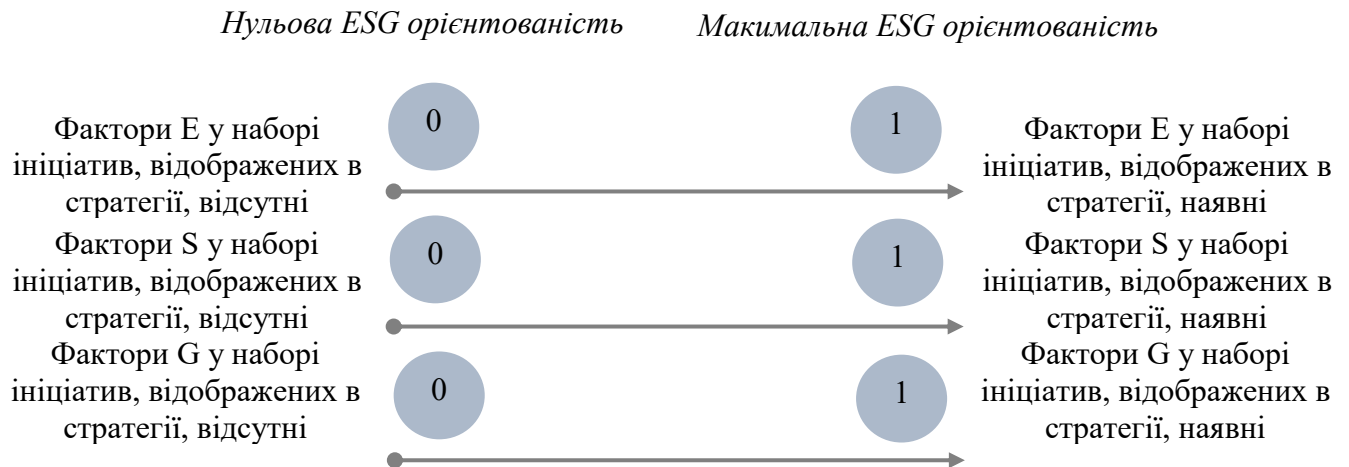 Нульова ESG орієнтованість
Макимальна ESG орієнтованість
Фактори E у наборі
ініціатив, відображених в
стратегії, відсутні
0
1
Фактори E у наборі
ініціатив, відображених в
стратегії, наявні
Фактори S у наборі
ініціатив, відображених в
стратегії, відсутні
0
1
Фактори S у наборі
ініціатив, відображених в
стратегії, наявні
Фактори G у наборі
ініціатив, відображених в
стратегії, відсутні
0
1
Фактори G у наборі
ініціатив, відображених в
стратегії, наявні